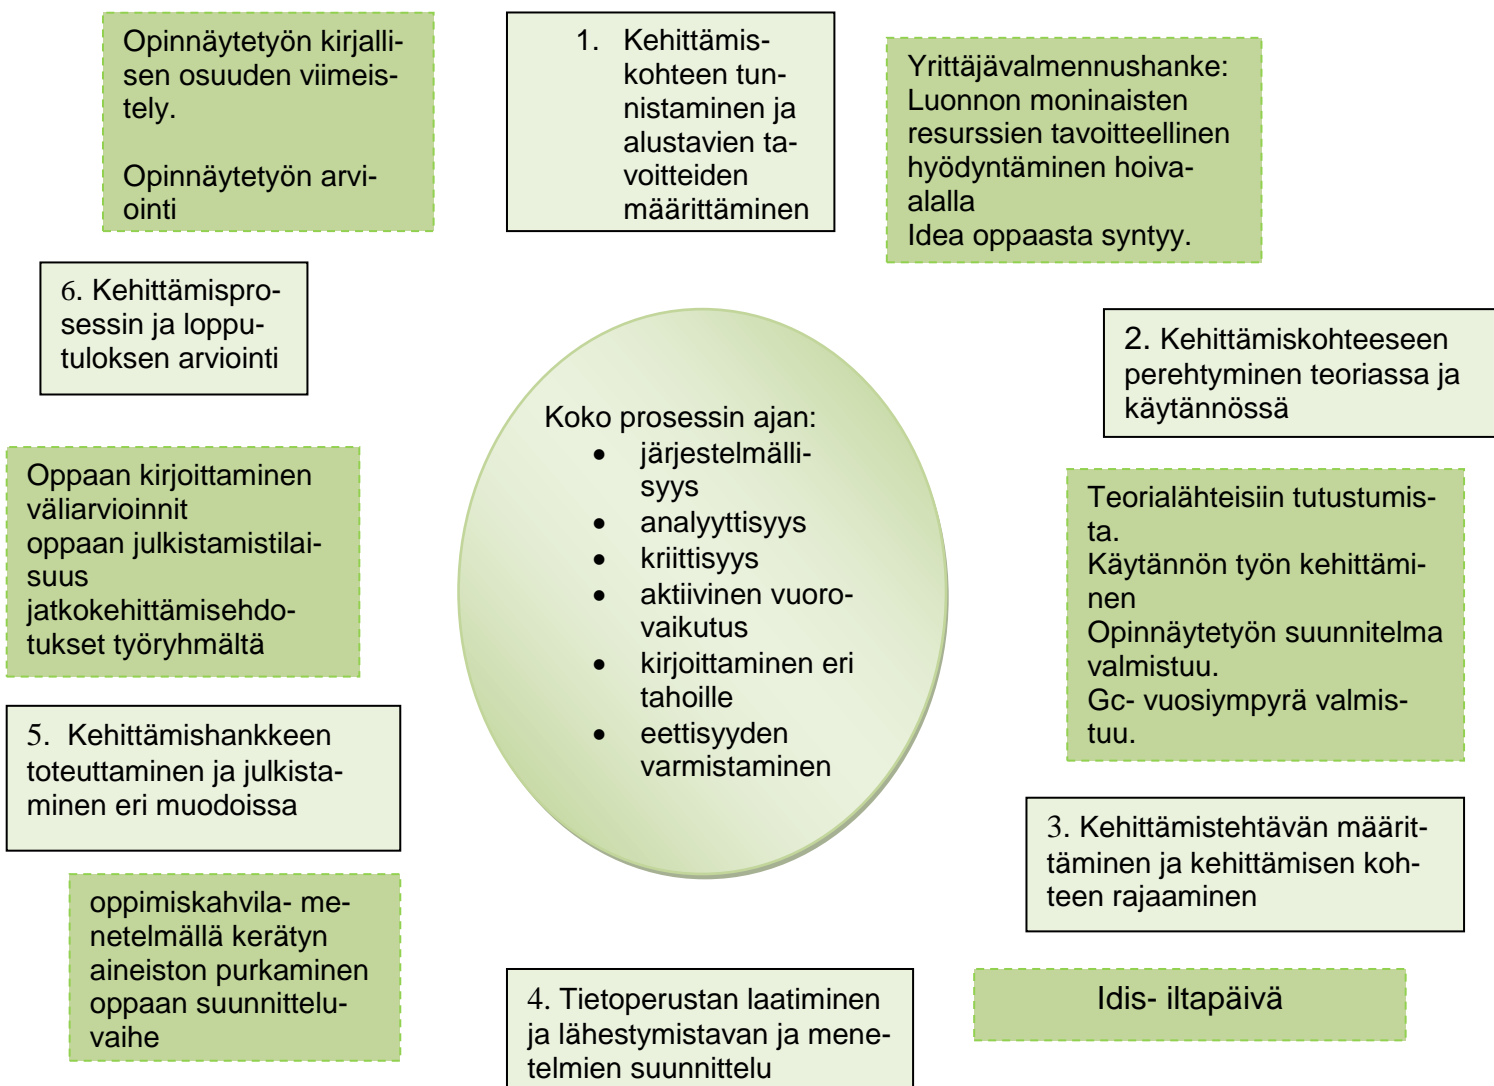 Opinnäytetyön kirjalli-
sen osuuden viimeis-
tely.
Opinnäytetyön arvi-
ointi
1. Kehittämis-
kohteen tun-
nistaminen ja
alustavien ta-
voitteiden
määrittäminen
Yrittäjävalmennushanke:
Luonnon moninaisten
resurssien tavoitteellinen
hyödyntäminen hoiva-
alalla
Idea oppaasta syntyy.
6. Kehittämispro-
sessin ja loppu-
tuloksen arviointi
2. Kehittämiskohteeseen
perehtyminen teoriassa ja
käytännössä
Koko prosessin ajan:
• järjestelmälli-
syys
• analyyttisyys
• kriittisyys
• aktiivinen vuoro-
vaikutus
• kirjoittaminen eri
tahoille
• eettisyyden
varmistaminen
Oppaan kirjoittaminen
väliarvioinnit
oppaan julkistamistilai-
suus
jatkokehittämisehdo-
tukset työryhmältä
Teorialähteisiin tutustumis-
ta.
Käytännön työn kehittämi-
nen
Opinnäytetyön suunnitelma
valmistuu.
Gc- vuosiympyrä valmis-
tuu.
5. Kehittämishankkeen
toteuttaminen ja julkista-
minen eri muodoissa
3. Kehittämistehtävän määrit-
täminen ja kehittämisen koh-
teen rajaaminen
oppimiskahvila- me-
netelmällä kerätyn
aineiston purkaminen
oppaan suunnittelu-
vaihe
4. Tietoperustan laatiminen
ja lähestymistavan ja mene-
telmien suunnittelu
Idis- iltapäivä